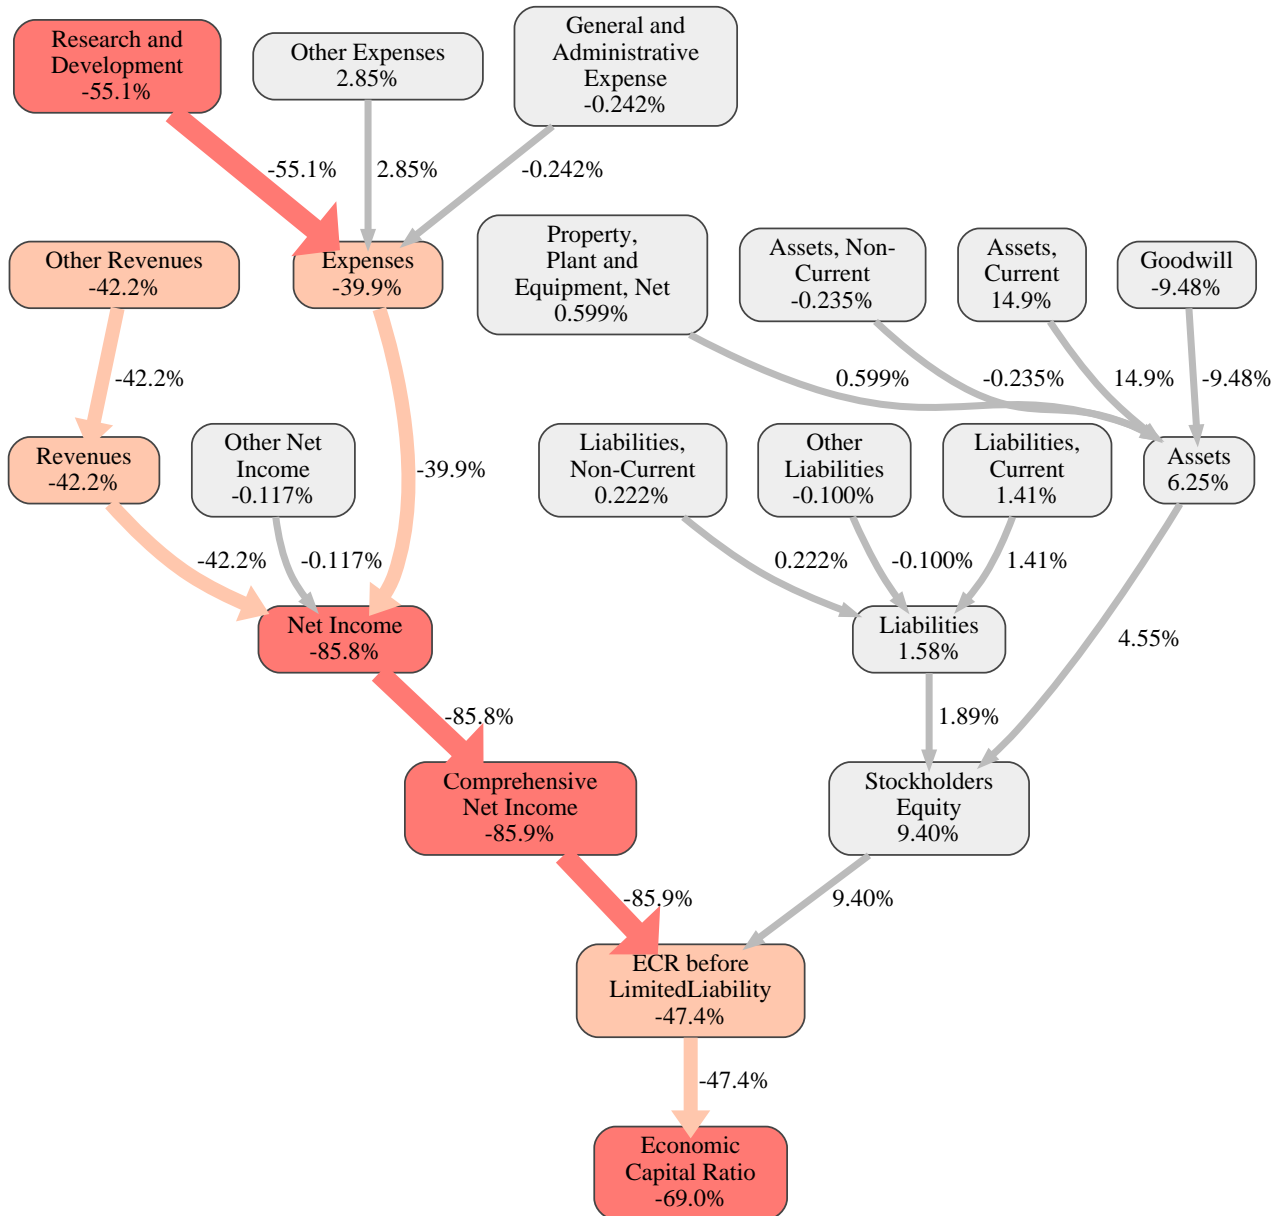 Research and
Development
-55.1%
Other Expenses
2.85%
General and
Administrative
Expense
-0.242%
-55.1%
2.85%
-0.242%
Other Revenues
-42.2%
Expenses
-39.9%
Property,
Plant and
Equipment, Net
0.599%
Assets, Non-
Current
-0.235%
Assets,
Current
14.9%
Goodwill
-9.48%
-42.2%
0.599%
-0.235%
14.9%
-9.48%
Revenues
-42.2%
Other Net
Income
-0.117%
-39.9%
Liabilities,
Non-Current
0.222%
Other
Liabilities
-0.100%
Liabilities,
Current
1.41%
Assets
6.25%
-42.2%
-0.117%
0.222%
-0.100%
1.41%
Net Income
-85.8%
Liabilities
1.58%
4.55%
-85.8%
1.89%
Comprehensive
Net Income
-85.9%
Stockholders
Equity
9.40%
-85.9%
9.40%
ECR before
LimitedLiability
-47.4%
-47.4%
Economic
Capital Ratio
-69.0%